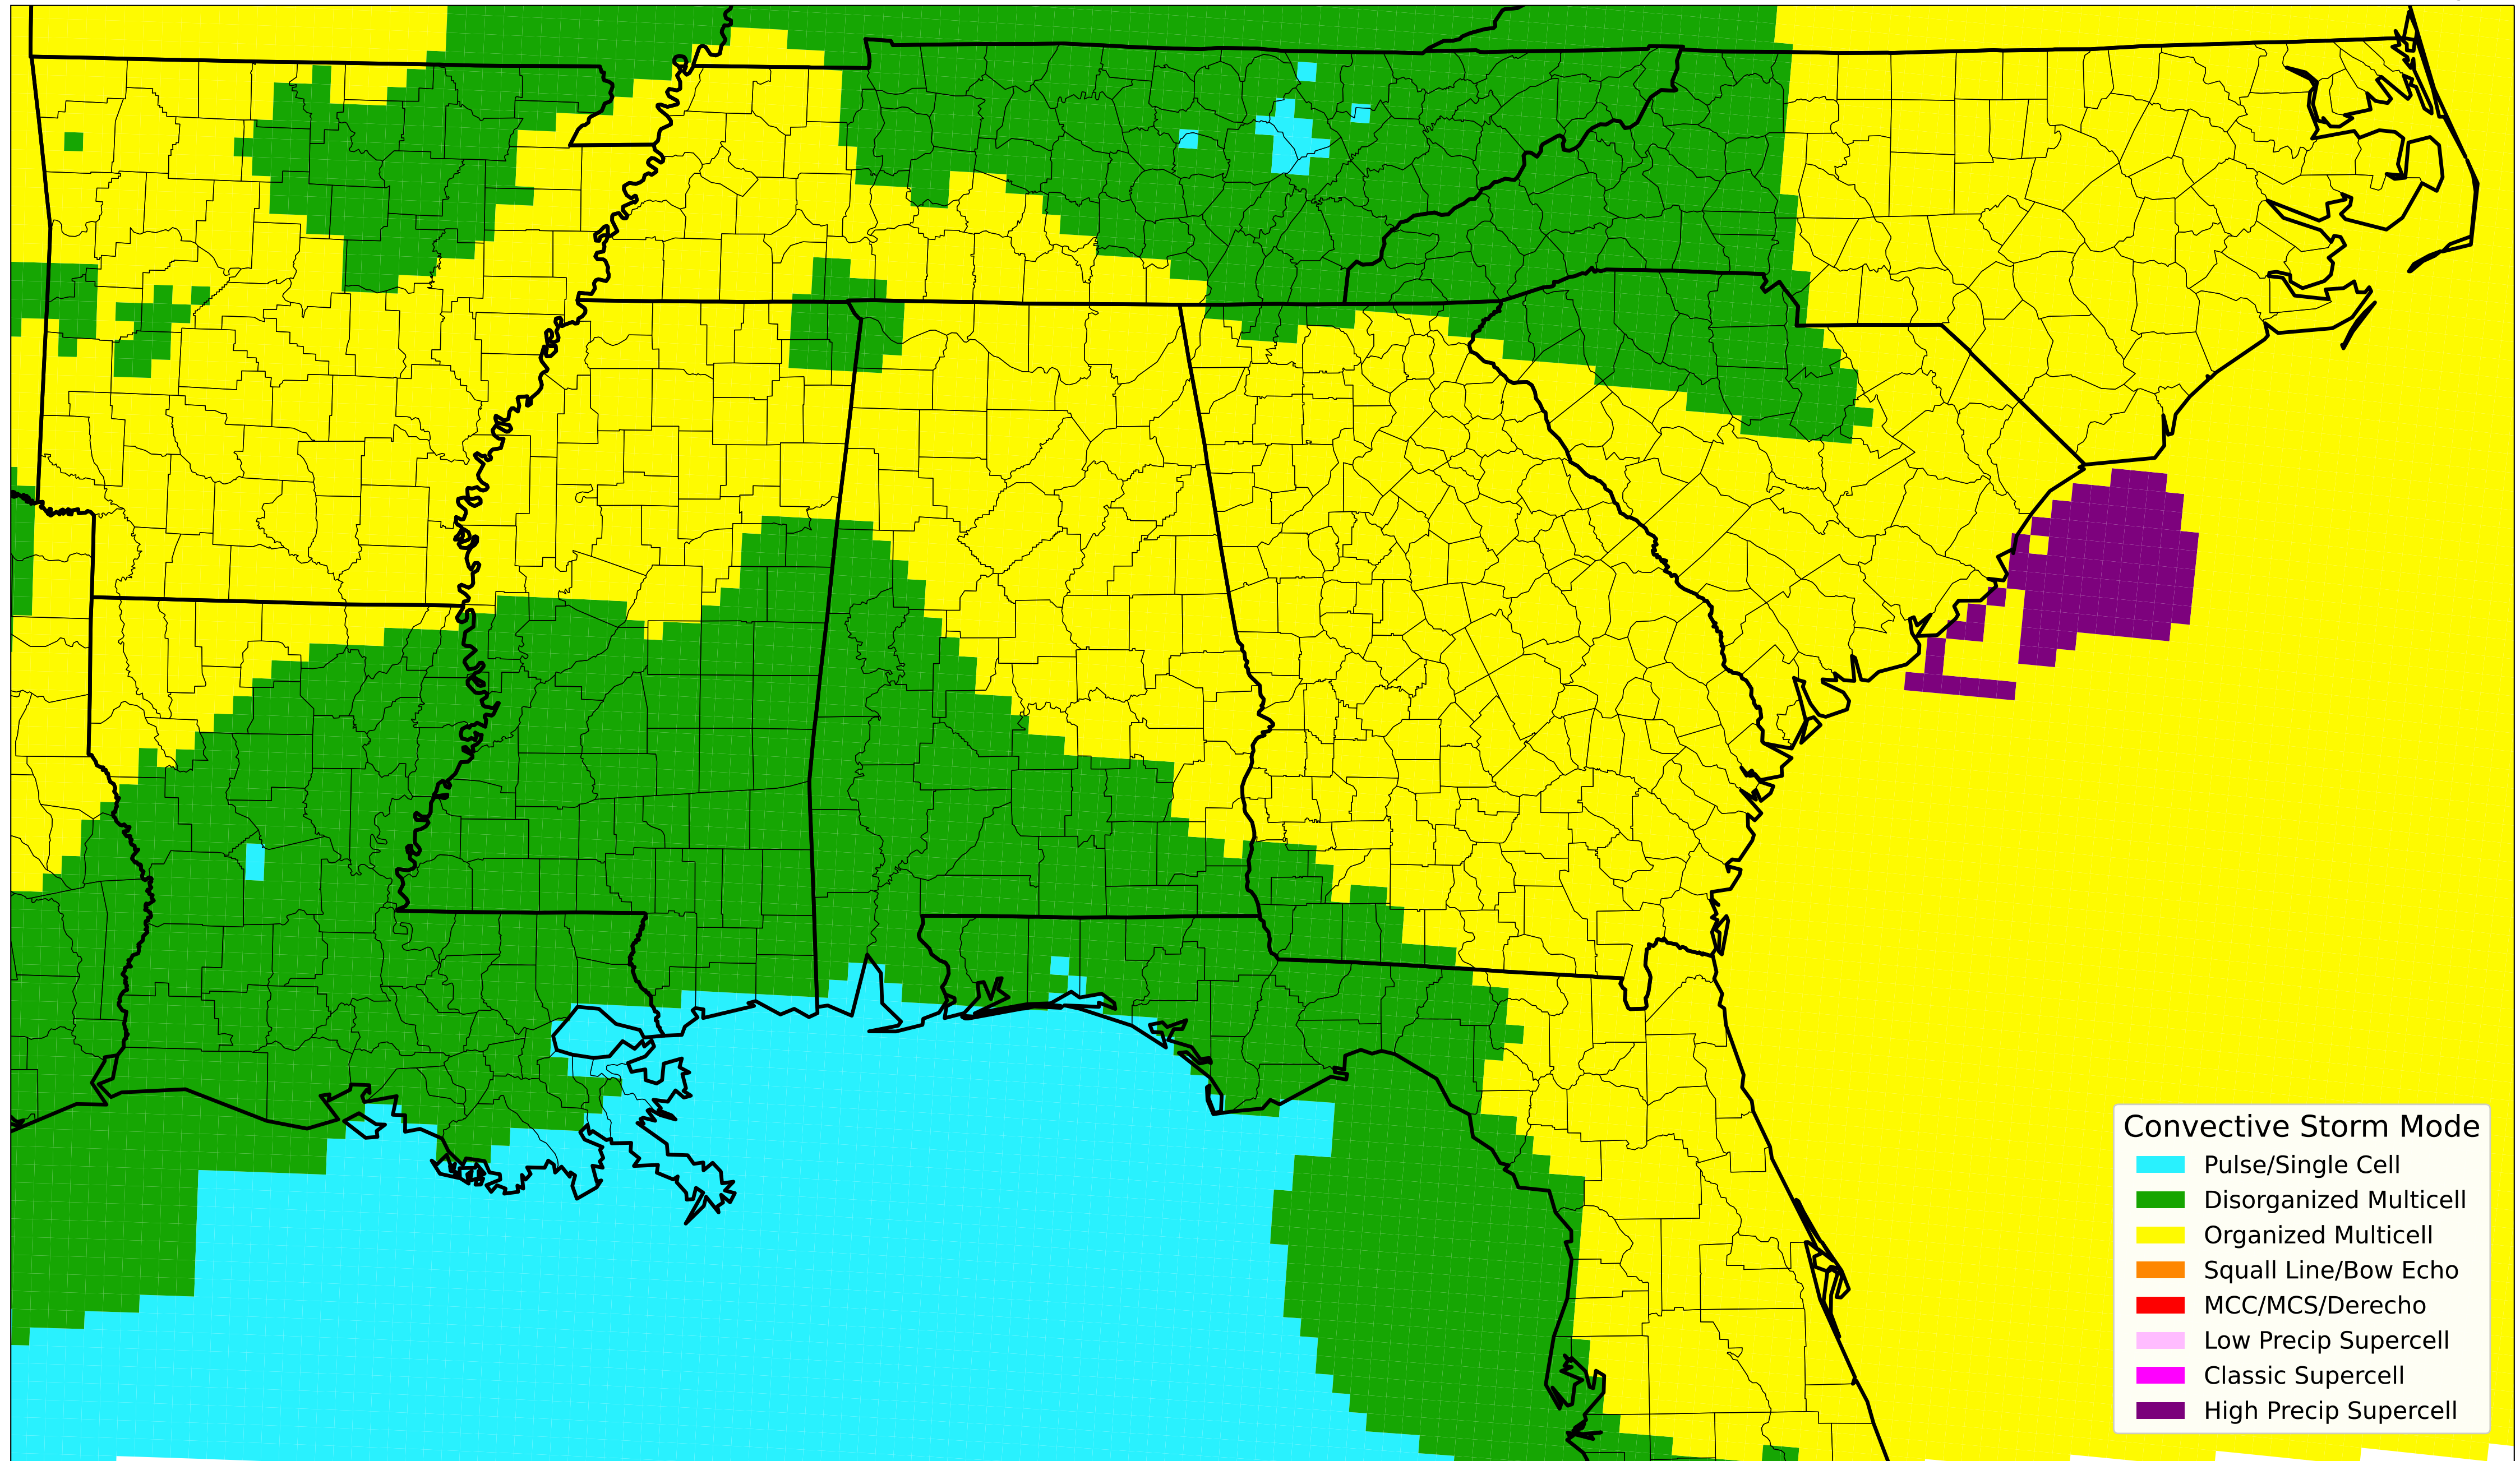 Convective Storm Mode
Pulse/Single Cell
Disorganized Multicell
Organized Multicell
Squall Line/Bow Echo
MCC/MCS/Derecho
Low Precip Supercell
Classic Supercell
High Precip Supercell